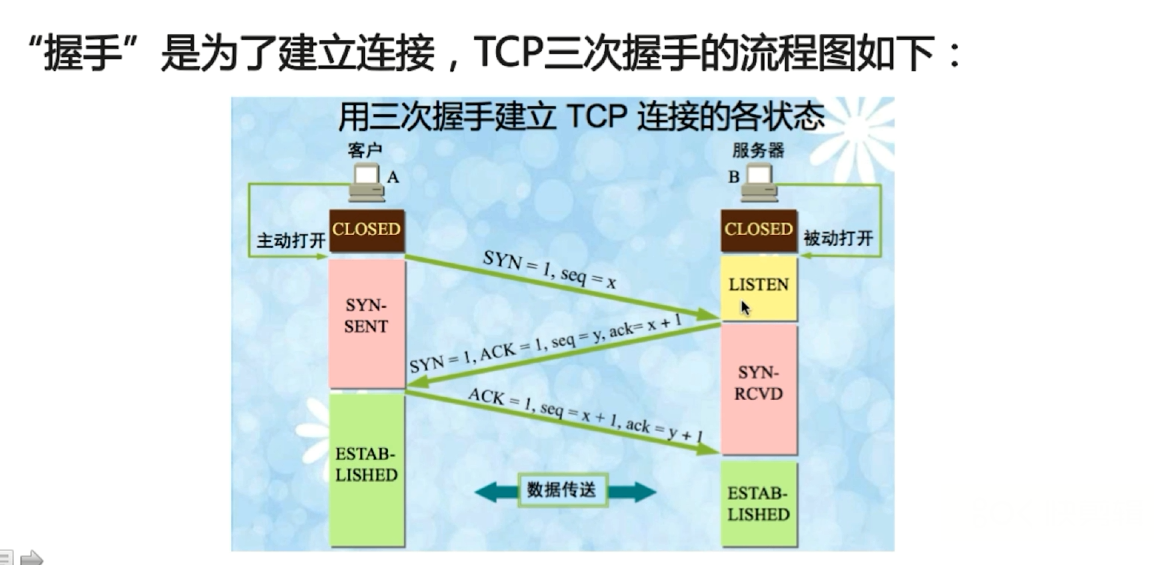 “握手”是为了建立连接，TCP三次握手的流程图如下：
用三次握手建立 TCP 连接的各状态
客户
服务器
A
B
CLOSED
CLOSED
主动打开
被动打开
SYN = 1, seq = x
LISTEN
SYN-
SENT
SYN = 1, ACK = 1, seq = y, ack= x + 1
SYN-
RCVD
ACK = 1, seq = x + 1, ack = y + 1
ESTAB-
LISHED
数据传送
ESTAB-
LISHED